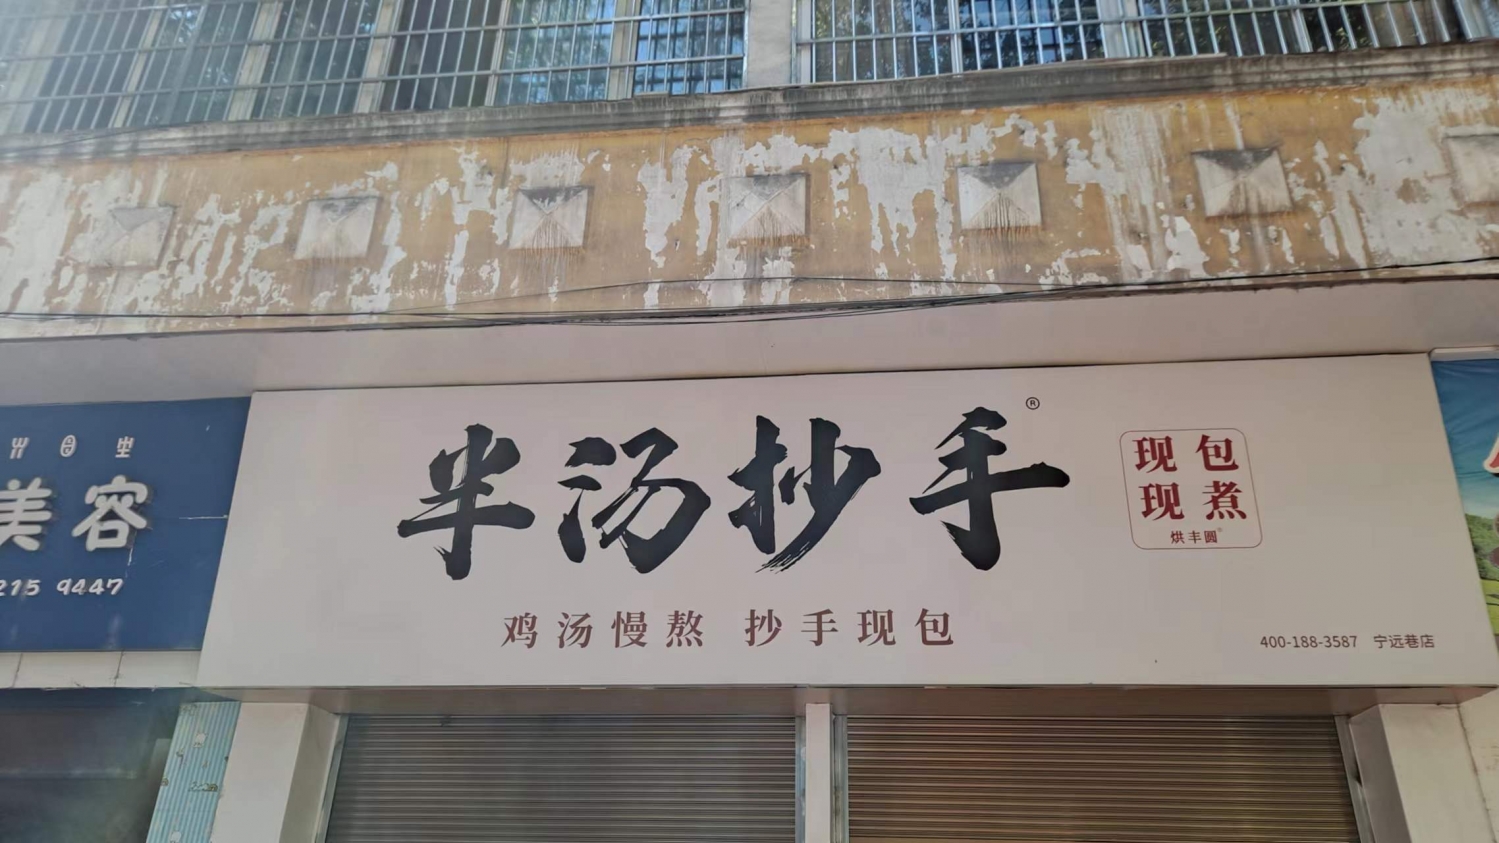 美容
215 9447
半汤抄手®
现包
现煮
烘丰圆®
鸡汤慢熬 抄手现包
400-188-3587 宁远巷店